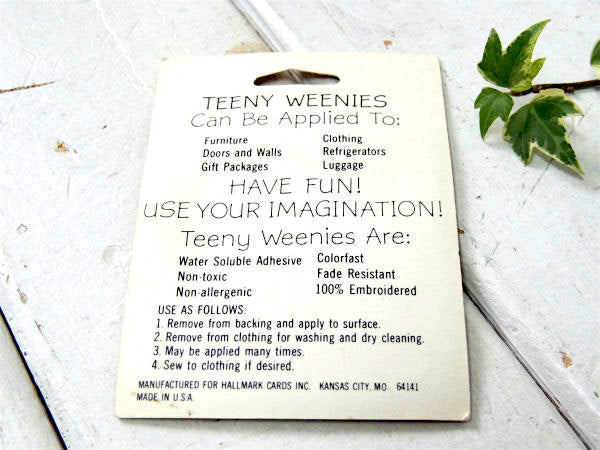 TEENY WEENIES
Can Be Applied To:
Furniture Clothing
Doors and Walls Refrigerators
Gift Packages Luggage
HAVE FUN!
USE YOUR IMAGINATION!
Teeny Weenies Are:
Water Soluble Adhesive Colorfast
Non-toxic Fade Resistant
Non-allergenic 100% Embroidered
USE AS FOLLOWS:
1. Remove from backing and apply to surface.
2. Remove from clothing for washing and dry cleaning.
3. May be applied many times.
4. Sew to clothing if desired.
MANUFACTURED FOR HALLMARK CARDS INC. KANSAS CITY, MO. 64141
MADE IN U.S.A.